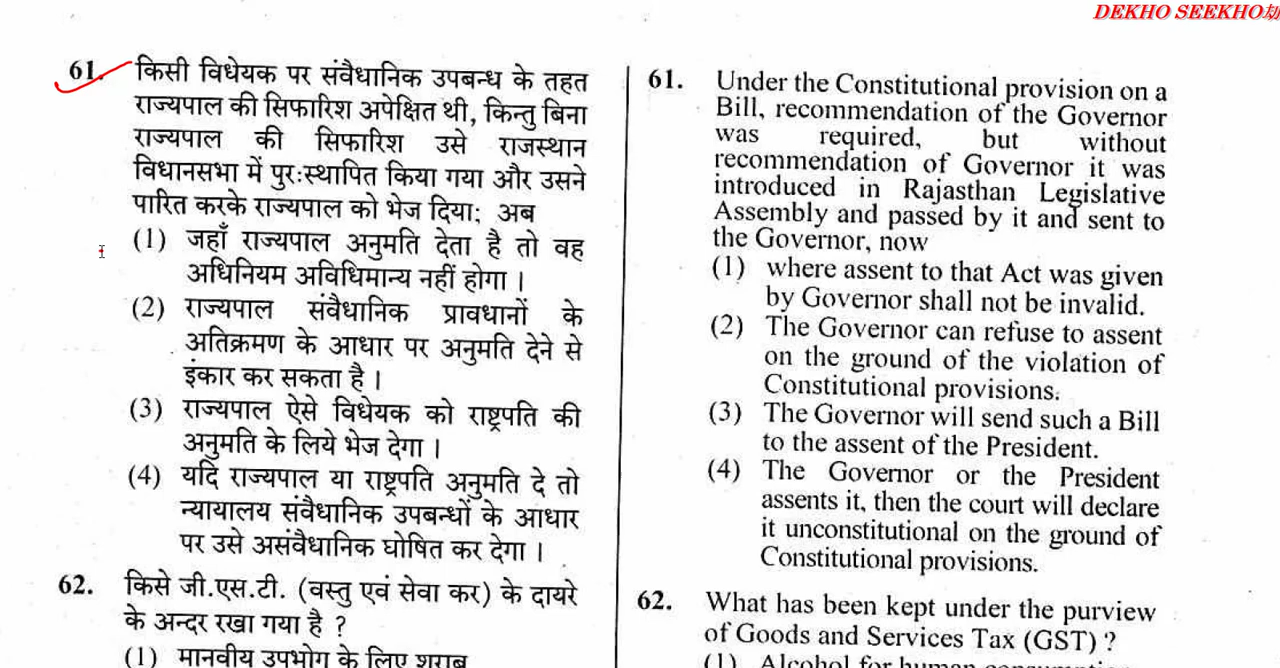 DEKHO SEEKHO
61. किसी विधेयक पर संवैधानिक उपबन्ध के तहत
राज्यपाल की सिफारिश अपेक्षित थी, किन्तु बिना
राज्यपाल की सिफारिश उसे राजस्थान
विधानसभा में पुर:स्थापित किया गया और उसने
पारित करके राज्यपाल को भेज दिया; अब
(1) जहाँ राज्यपाल अनुमति देता है तो वह
अधिनियम अविधिमान्य नहीं होगा ।
(2) राज्यपाल संवैधानिक प्रावधानों के
अतिक्रमण के आधार पर अनुमति देने से
इंकार कर सकता है ।
(3) राज्यपाल ऐसे विधेयक को राष्ट्रपति की
अनुमति के लिये भेज देगा ।
(4) यदि राज्यपाल या राष्ट्रपति अनुमति दे तो
न्यायालय संवैधानिक उपबन्धों के आधार
पर उसे असंवैधानिक घोषित कर देगा ।
62. किसे जी.एस.टी. (वस्तु एवं सेवा कर) के दायरे
के अन्दर रखा गया है ?
(1) मानवीय उपभोग के लिए शराब
61. Under the Constitutional provision on a
Bill, recommendation of the Governor
was required, but without
recommendation of Governor it was
introduced in Rajasthan Legislative
Assembly and passed by it and sent to
the Governor, now
(1) where assent to that Act was given
by Governor shall not be invalid.
(2) The Governor can refuse to assent
on the ground of the violation of
Constitutional provisions.
(3) The Governor will send such a Bill
to the assent of the President.
(4) The Governor or the President
assents it, then the court will declare
it unconstitutional on the ground of
Constitutional provisions.
62. What has been kept under the purview
of Goods and Services Tax (GST) ?
(1) Alcohol for human consumption